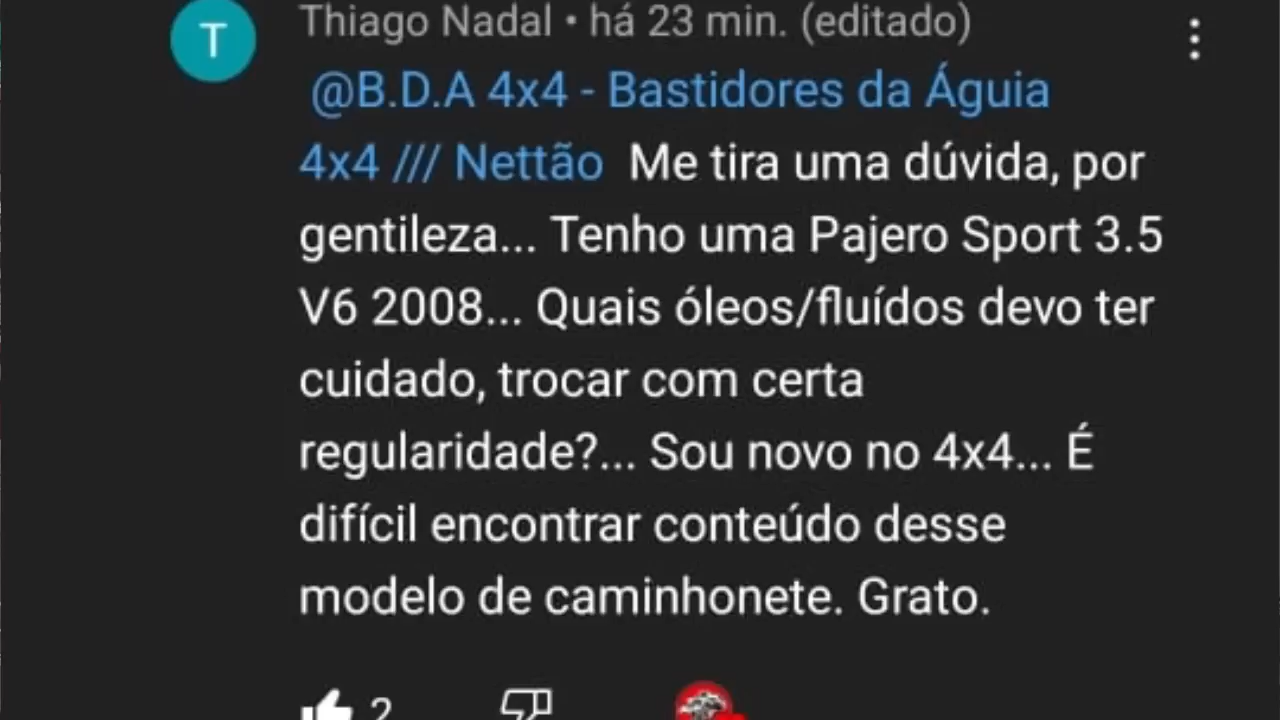 T
Thiago Nadal • há 23 min. (editado)
@B.D.A 4x4 - Bastidores da Águia
4x4 /// Nettão Me tira uma dúvida, por
gentileza... Tenho uma Pajero Sport 3.5
V6 2008... Quais óleos/fluídos devo ter
cuidado, trocar com certa
regularidade?... Sou novo no 4x4... É
difícil encontrar conteúdo desse
modelo de caminhonete. Grato.
2